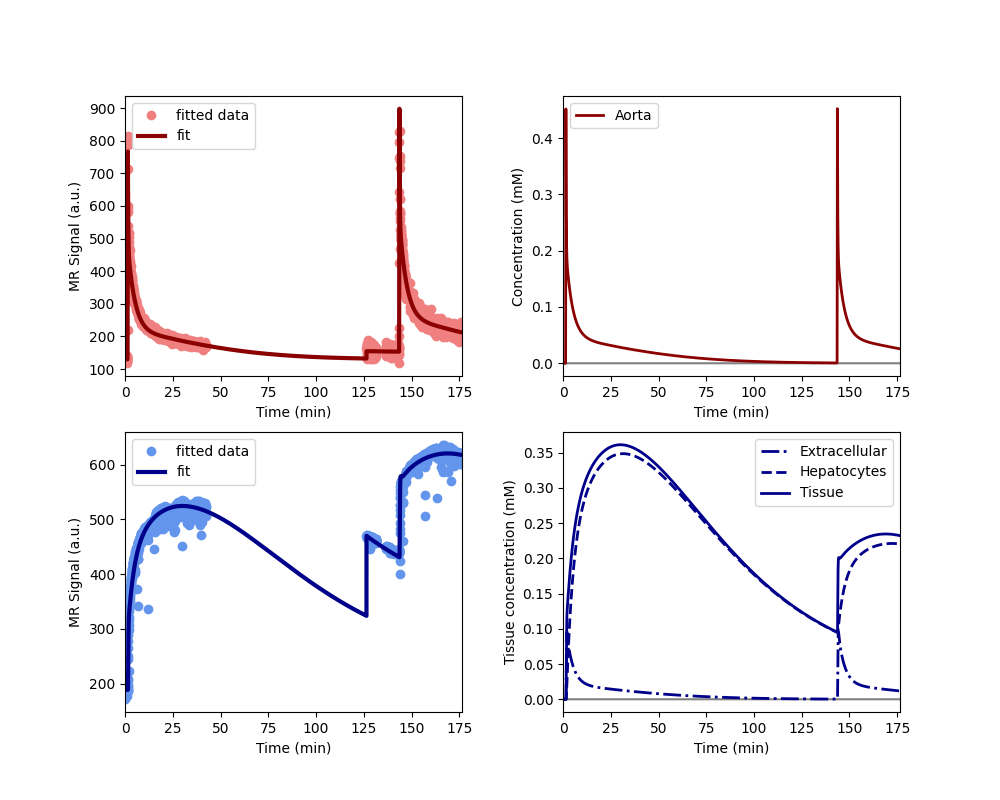 900
800
700
600
500
400
300
200
100
MR Signal (a.u.)
fitted data
fit
0 25 50 75 100 125 150 175
Time (min)
0.4
0.3
0.2
0.1
0.0
Concentration (mM)
Aorta
0 25 50 75 100 125 150 175
Time (min)
600
500
400
300
200
MR Signal (a.u.)
fitted data
fit
0 25 50 75 100 125 150 175
Time (min)
0.35
0.30
0.25
0.20
0.15
0.10
0.05
0.00
Tissue concentration (mM)
Extracellular
Hepatocytes
Tissue
0 25 50 75 100 125 150 175
Time (min)